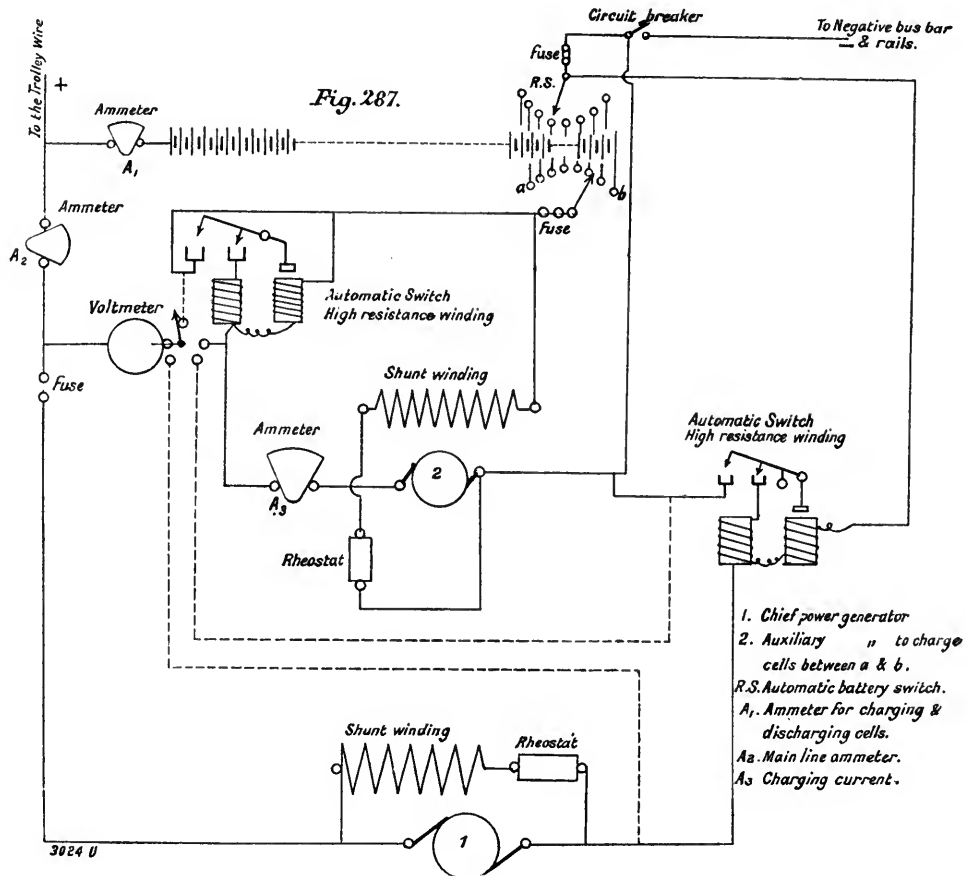 Circuit breaker
To Negative bus bar
& rails.
Fuse
R.S.
Fig. 287.
To the Trolley Wire
+
Ammeter
A1
a
b
Fuse
Ammeter
A2
Automatic Switch
High resistance winding
Voltmeter
Fuse
Shunt winding
Automatic Switch
High resistance winding
Ammeter
2
A3
Rheostat
1. Chief power generator
2. Auxiliary „ to charge
cells between a & b.
R.S. Automatic battery switch.
A1. Ammeter for charging &
discharging cells.
A2. Main line ammeter.
A3 Charging current.
Shunt winding
Rheostat
1
3024 U